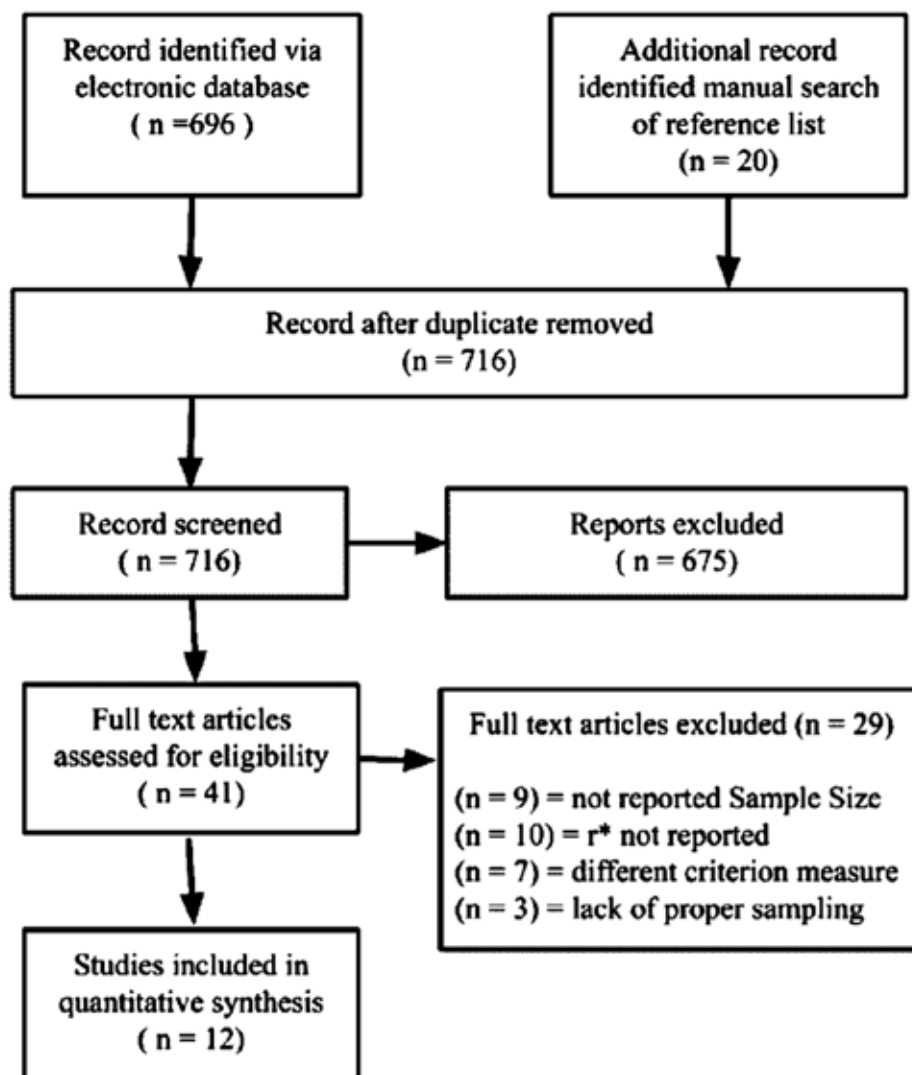 Record identified via
electronic database
( n =696 )
Additional record
identified manual search
of reference list
(n = 20)
Record after duplicate removed
(n = 716)
Record screened
( n = 716)
Reports excluded
( n = 675)
Full text articles
assessed for eligibility
( n = 41)
Full text articles excluded (n = 29)
(n = 9) = not reported Sample Size
(n = 10) = r* not reported
(n = 7) = different criterion measure
(n = 3) = lack of proper sampling
Studies included in
quantitative synthesis
( n = 12)